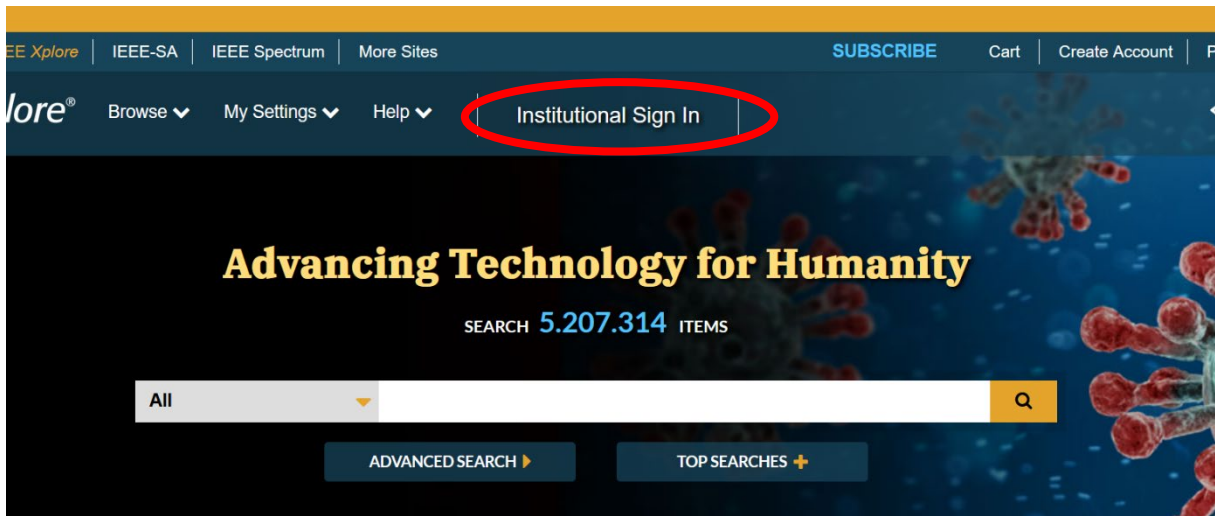 EE Xplore IEEE-SA IEEE Spectrum More Sites SUBSCRIBE Cart Create Account P
lore® Browse My Settings Help Institutional Sign In
Advancing Technology for Humanity
SEARCH 5.207.314 ITEMS
All
ADVANCED SEARCH TOP SEARCHES